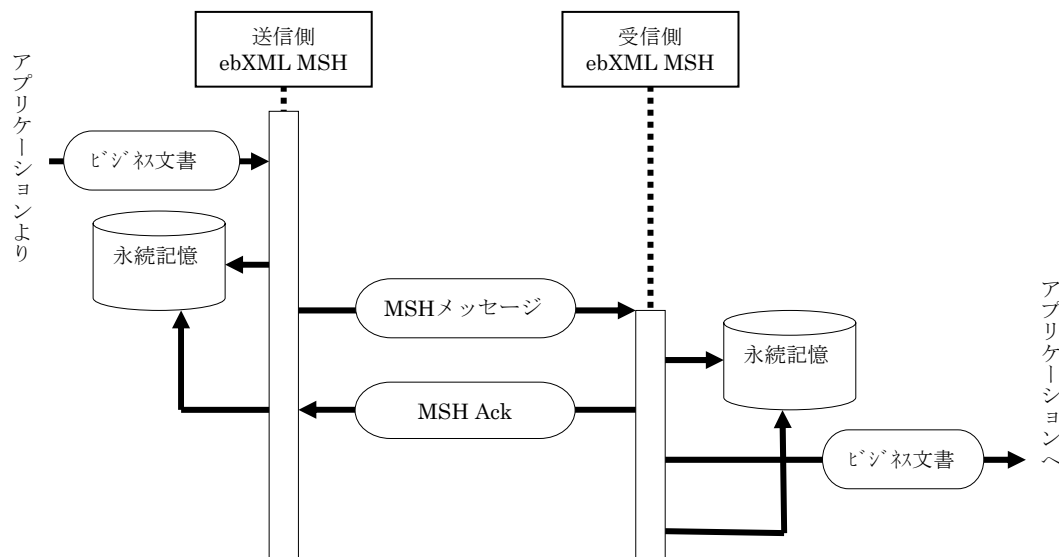 送信側
ebXML MSH
受信側
ebXML MSH
アプリケーションより
ﾋﾞｼﾞﾈｽ文書
永続記憶
MSHメッセージ
アプリケーションへ
永続記憶
MSH Ack
ﾋﾞｼﾞﾈｽ文書